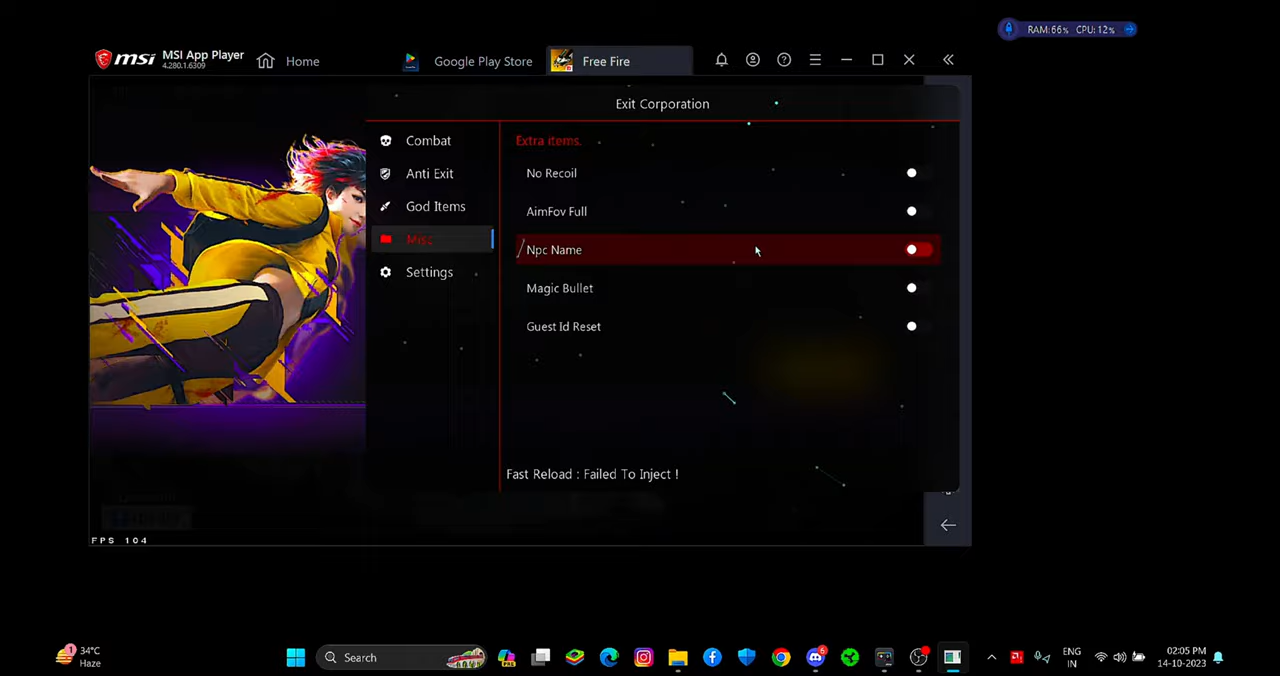 RAM:66% CPU:12%
msi MSI App Player
4.280.1.6309
Home
Google Play Store
Free Fire
Exit Corporation
Combat
Anti Exit
God Items
Misc
Settings
Extra items.
No Recoil
AimFov Full
Npc Name
Magic Bullet
Guest Id Reset
Fast Reload : Failed To Inject !
FPS 104
1
34°C
Haze
Search
PRE
6
ENG
IN
02:05 PM
14-10-2023